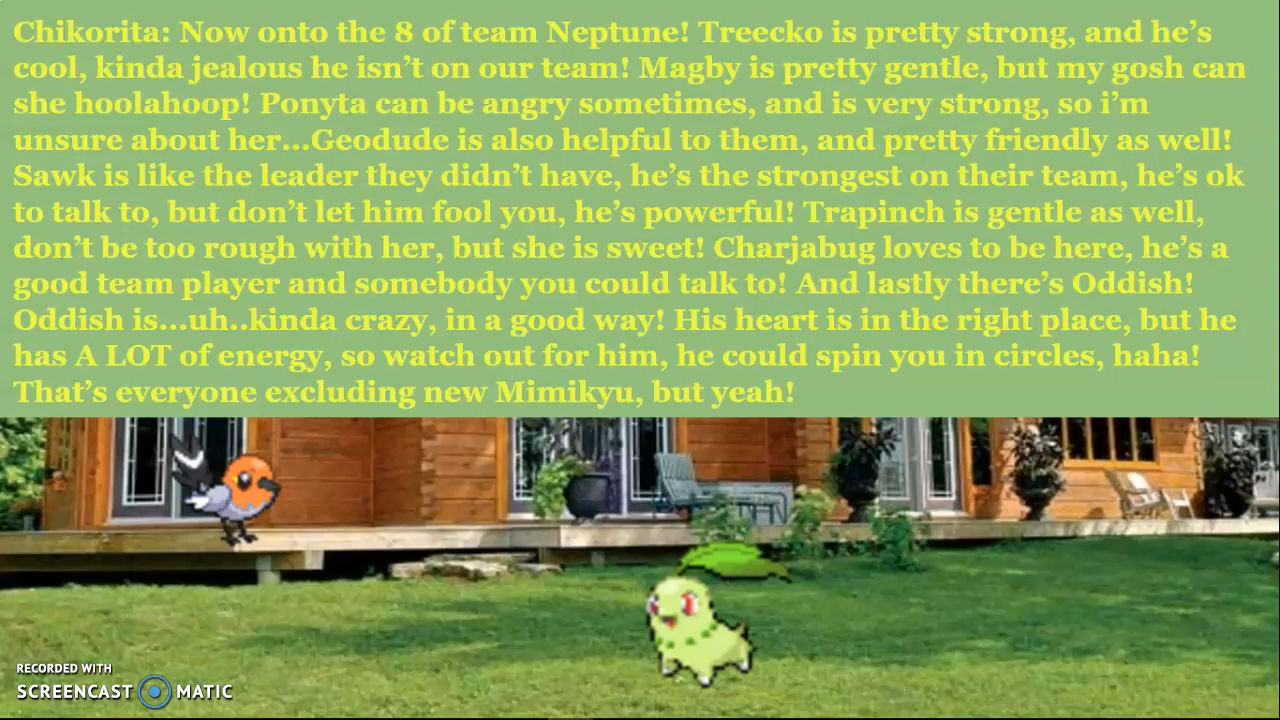 Chikorita: Now onto the 8 of team Neptune! Treecko is pretty strong, and he’s
cool, kinda jealous he isn’t on our team! Magby is pretty gentle, but my gosh can
she hoolahoop! Ponyta can be angry sometimes, and is very strong, so i’m
unsure about her...Geodude is also helpful to them, and pretty friendly as well!
Sawk is like the leader they didn’t have, he’s the strongest on their team, he’s ok
to talk to, but don’t let him fool you, he’s powerful! Trapinch is gentle as well,
don’t be too rough with her, but she is sweet! Charjabug loves to be here, he’s a
good team player and somebody you could talk to! And lastly there’s Oddish!
Oddish is...uh..kinda crazy, in a good way! His heart is in the right place, but he
has A LOT of energy, so watch out for him, he could spin you in circles, haha!
That’s everyone excluding new Mimikyu, but yeah!
RECORDED WITH
SCREENCAST MATIC